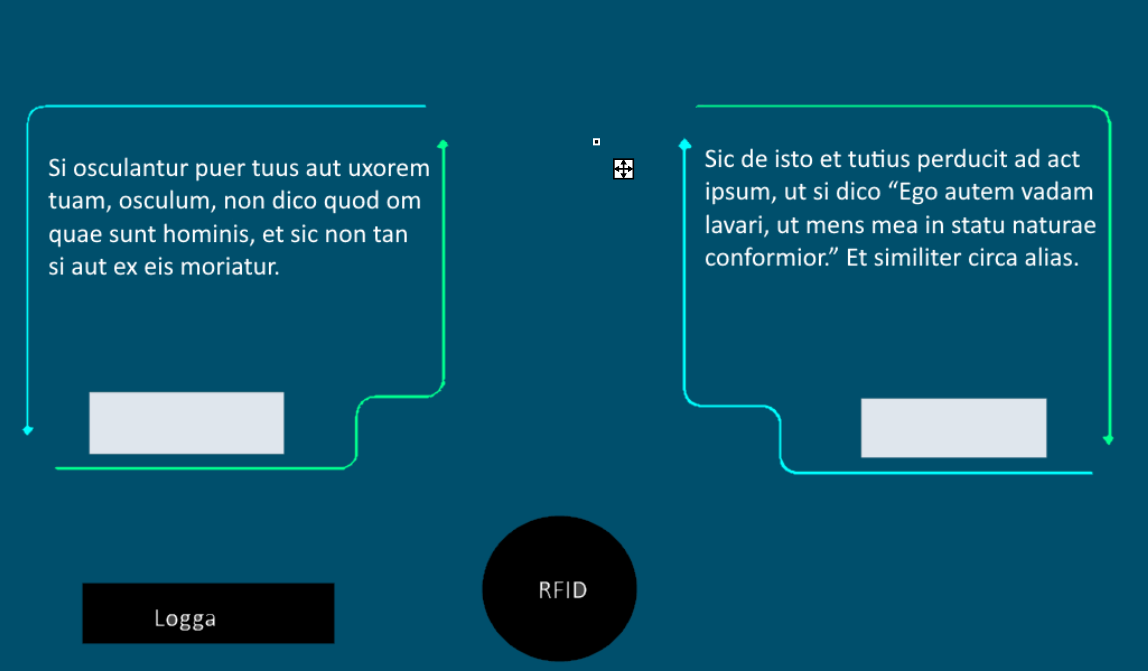 Si osculantur puer tuus aut uxorem
tuam, osculum, non dico quod om
quae sunt hominis, et sic non tan
si aut ex eis moriatur.
Sic de isto et tutius perducit ad act
ipsum, ut si dico “Ego autem vadam
lavari, ut mens mea in statu naturae
conformior.” Et similiter circa alias.
RFID
Logga